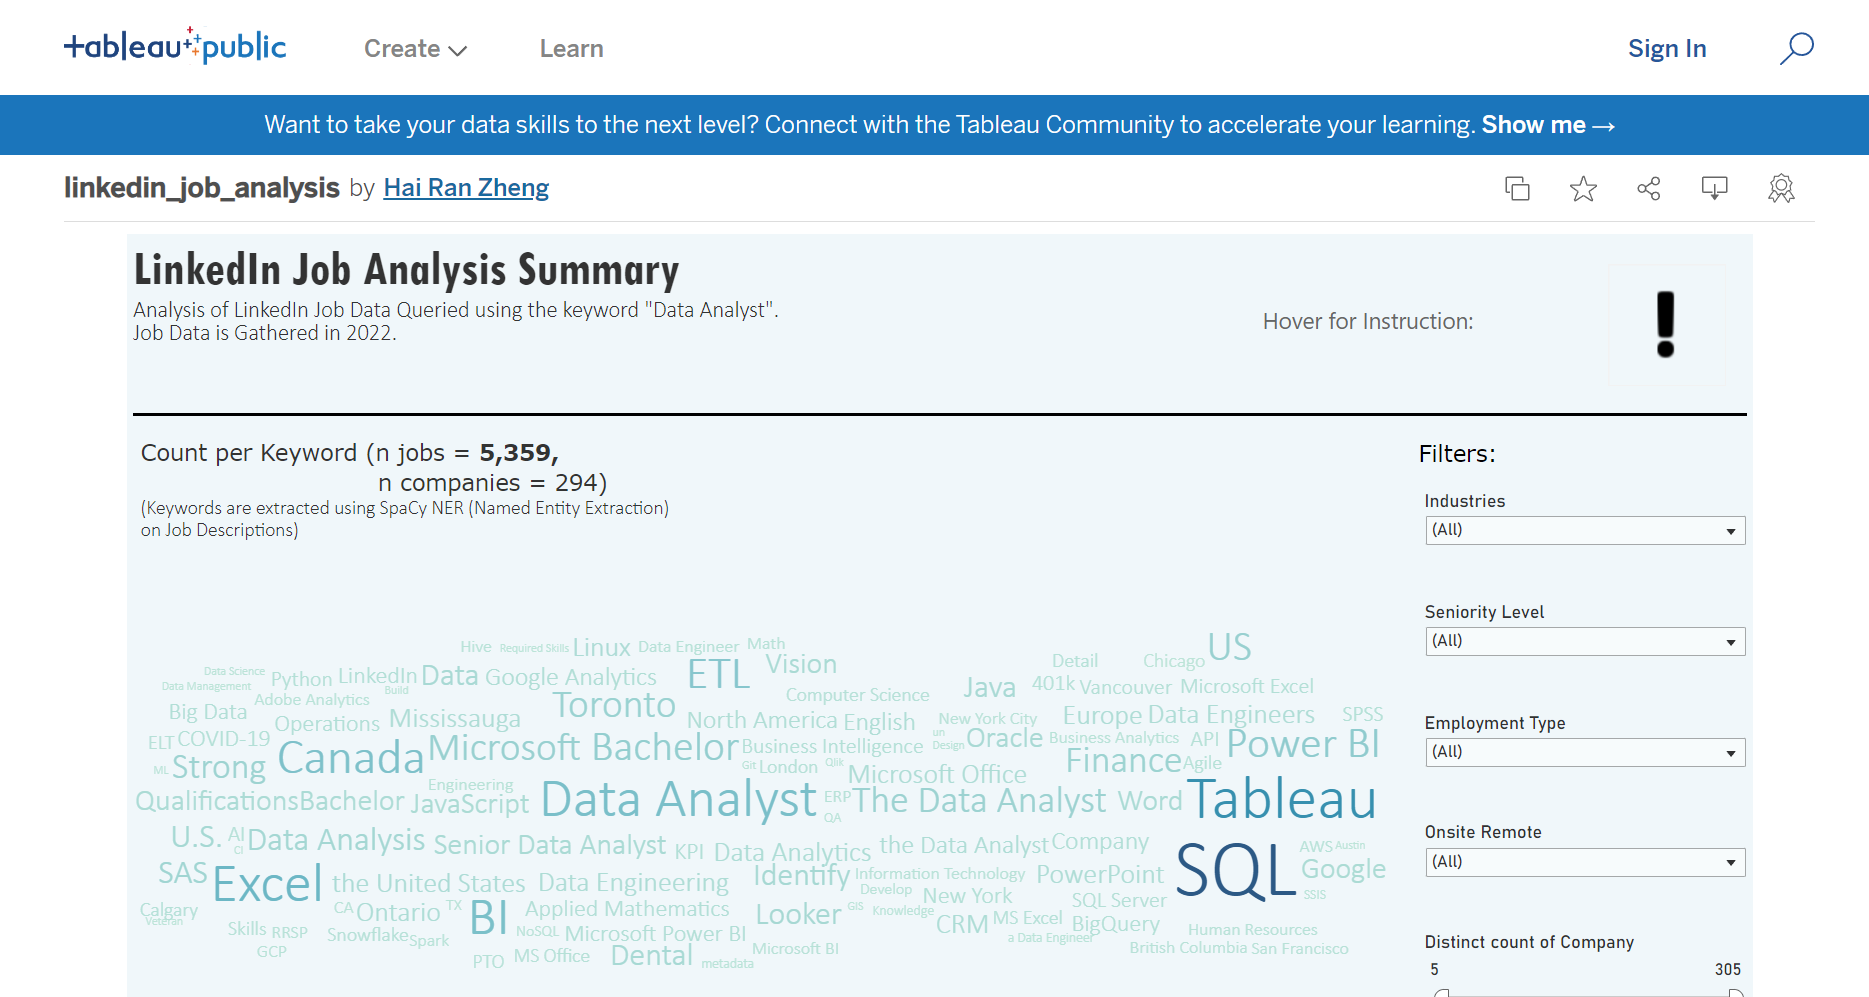 tableau public
Create
Learn
Sign In
Want to take your data skills to the next level? Connect with the Tableau Community to accelerate your learning. Show me →
linkedin_job_analysis by Hai Ran Zheng
LinkedIn Job Analysis Summary
Analysis of LinkedIn Job Data Queried using the keyword "Data Analyst".
Job Data is Gathered in 2022.
Hover for Instruction:
!
Count per Keyword (n jobs = 5,359,
n companies = 294)
(Keywords are extracted using SpaCy NER (Named Entity Extraction)
on Job Descriptions)
Hive Required Skills Linux Data Engineer Math
US
Data Science Python LinkedIn Data Google Analytics ETL Vision Detail Chicago
Data Management Build Computer Science Java 401k Vancouver Microsoft Excel
Adobe Analytics
Big Data Operations Mississauga Toronto North America English New York City Europe Data Engineers SPSS
ELT COVID-19 Canada Microsoft Bachelor Business Intelligence un Design Oracle Business Analytics API Power BI
ML Strong Git London Qlik Microsoft Office Finance Agile
Engineering
Qualifications Bachelor JavaScript Data Analyst ERP The Data Analyst Word Tableau
QA
U.S. AI CI Data Analysis Senior Data Analyst KPI Data Analytics the Data Analyst Company AWS Austin
SAS Excel the United States Data Engineering Identify Information Technology PowerPoint SQL Google
Develop New York SQL Server SSIS
Calgary Veteran CA Ontario TX BI Applied Mathematics Looker GIS Knowledge CRM MS Excel BigQuery
Skills RRSP Snowflake Spark NoSQL Microsoft Power BI a Data Engineer Human Resources
GCP PTO MS Office Dental metadata Microsoft BI British Columbia San Francisco
Filters:
Industries
(All)
Seniority Level
(All)
Employment Type
(All)
Onsite Remote
(All)
Distinct count of Company
5 305